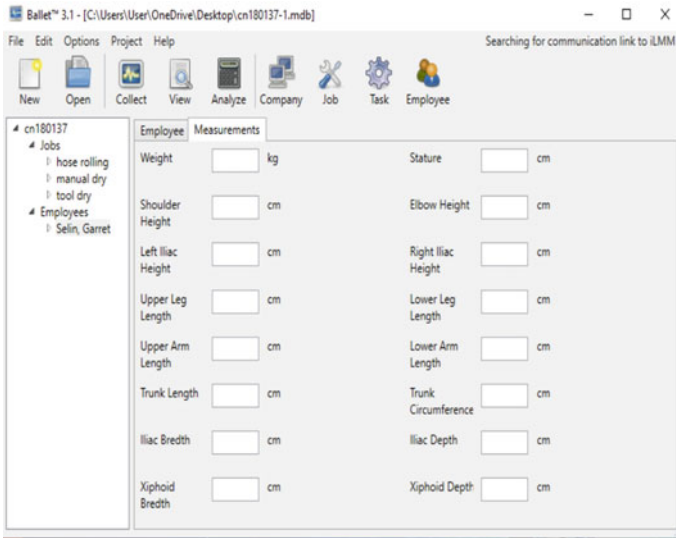 Ballet™ 3.1 - [C:\Users\User\OneDrive\Desktop\cn180137-1.mdb]
File Edit Options Project Help Searching for communication link to iLMM
New Open Collect View Analyze Company Job Task Employee
cn180137
Jobs
hose rolling
manual dry
tool dry
Employees
Selin, Garret
Employee Measurements
Weight kg Stature cm
Shoulder cm Elbow Height cm
Height
Left Iliac cm Right Iliac cm
Height Height
Upper Leg cm Lower Leg cm
Length Length
Upper Arm cm Lower Arm cm
Length Length
Trunk Length cm Trunk cm
Circumference
Iliac Bredth cm Iliac Depth cm
Xiphoid cm Xiphoid Depth cm
Bredth